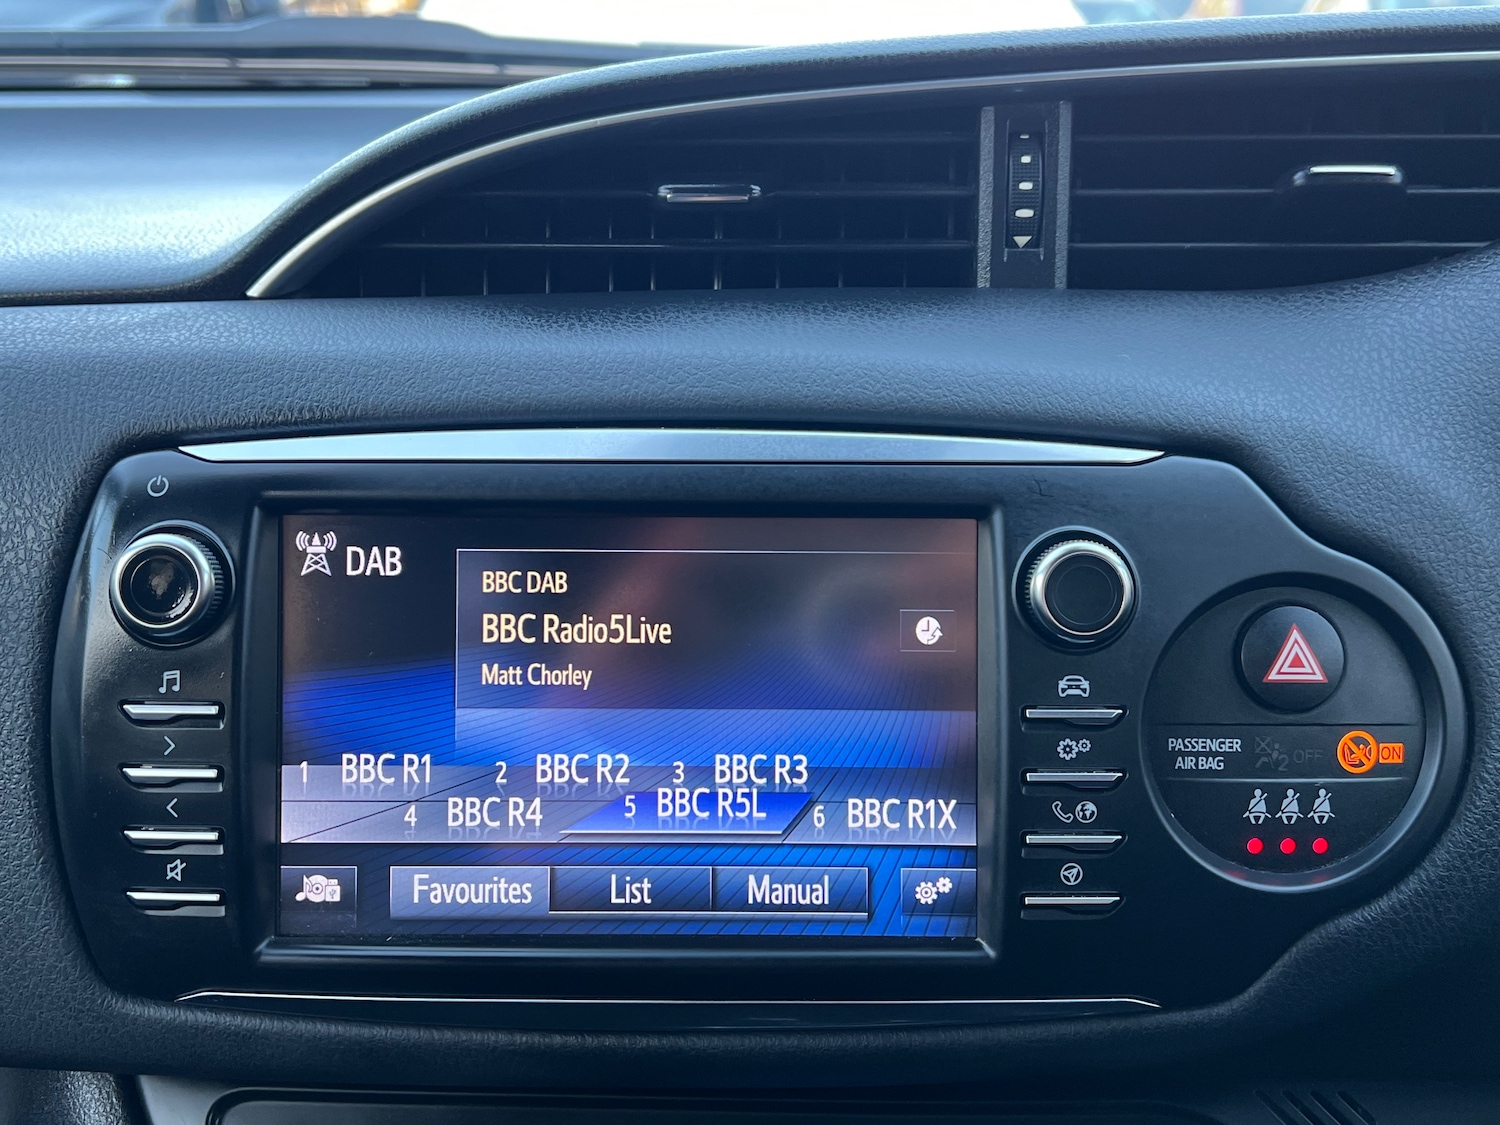 DAB
BBC DAB
BBC Radio5Live
Matt Chorley
1 BBC R1 2 BBC R2 3 BBC R3
4 BBC R4 5 BBC R5L 6 BBC R1X
Favourites List Manual
PASSENGER
AIR BAG
2 OFF ON